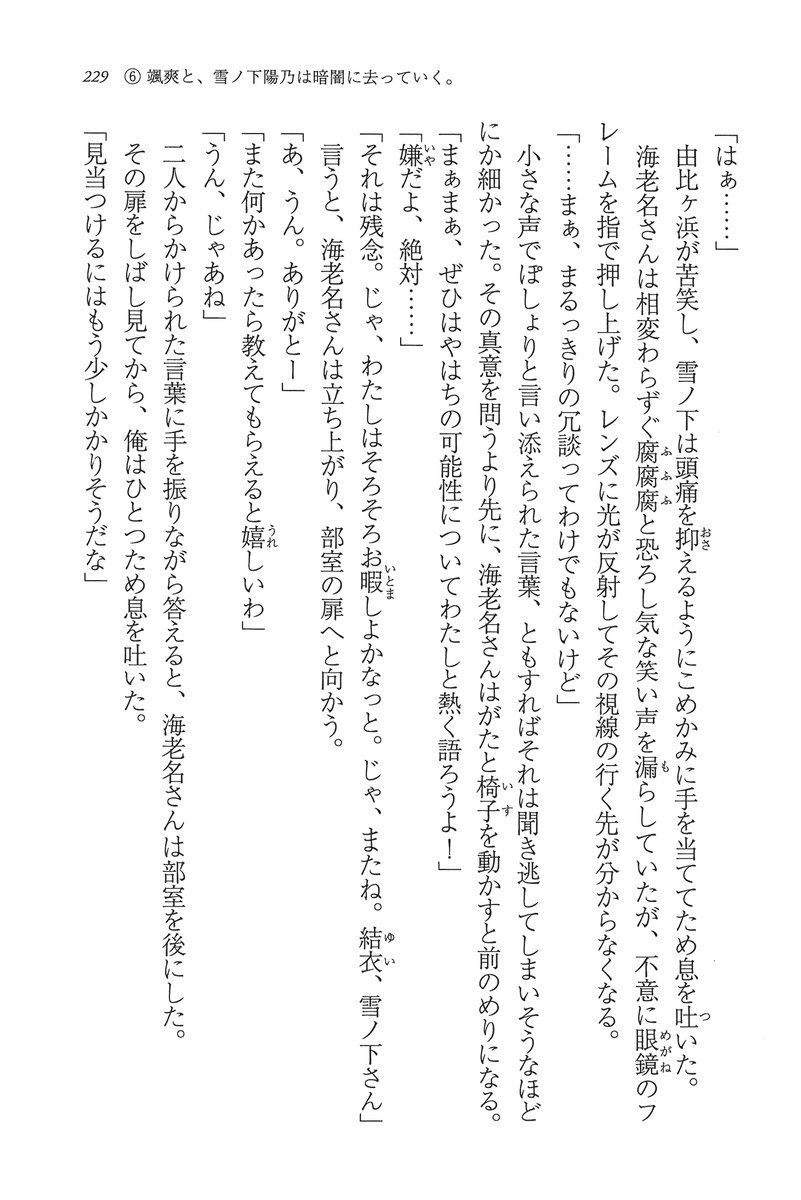 229 ⑥ 颯爽と、雪ノ下陽乃は暗闇に去っていく。
「はぁ……」
由比ヶ浜が苦笑し、雪ノ下は頭痛を抑えるようにこめかみに手を当ててため息を吐いた。
海老名さんは相変わらずぐ腐腐腐と恐ろし気な笑い声を漏らしていたが、不意に眼鏡のフ
レームを指で押し上げた。レンズに光が反射してその視線の行く先が分からなくなる。
「……まぁ、まるっきりの冗談ってわけでもないけど」
小さな声でぽしょりと言い添えられた言葉、ともすればそれは聞き逃してしまいそうなほど
にか細かった。その真意を問うより先に、海老名さんはがたと椅子を動かすと前のめりになる。
「まぁまぁ、ぜひはやはちの可能性についてわたしと熱く語ろうよ！」
「嫌だよ、絶対……」
「それは残念。じゃ、わたしはそろそろお暇しよかなっと。じゃ、またね。結衣、雪ノ下さん」
言うと、海老名さんは立ち上がり、部室の扉へと向かう。
「あ、うん。ありがとー」
「また何かあったら教えてもらえると嬉しいわ」
「うん、じゃあね」
二人からかけられた言葉に手を振りながら答えると、海老名さんは部室を後にした。
その扉をしばし見てから、俺はひとつため息を吐いた。
「見当つけるにはもう少しかかりそうだな」